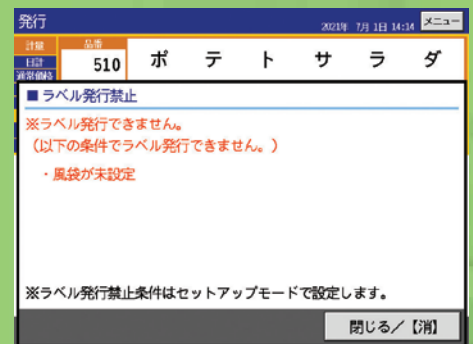 発行
2021年 7月 1日 14:14
メニュー
計量
日計
通常価格
品番
510
ポテトサラダ
■ ラベル発行禁止
※ラベル発行できません。
（以下の条件でラベル発行できません。）
・風袋が未設定
※ラベル発行禁止条件はセットアップモードで設定します。
閉じる／【消】